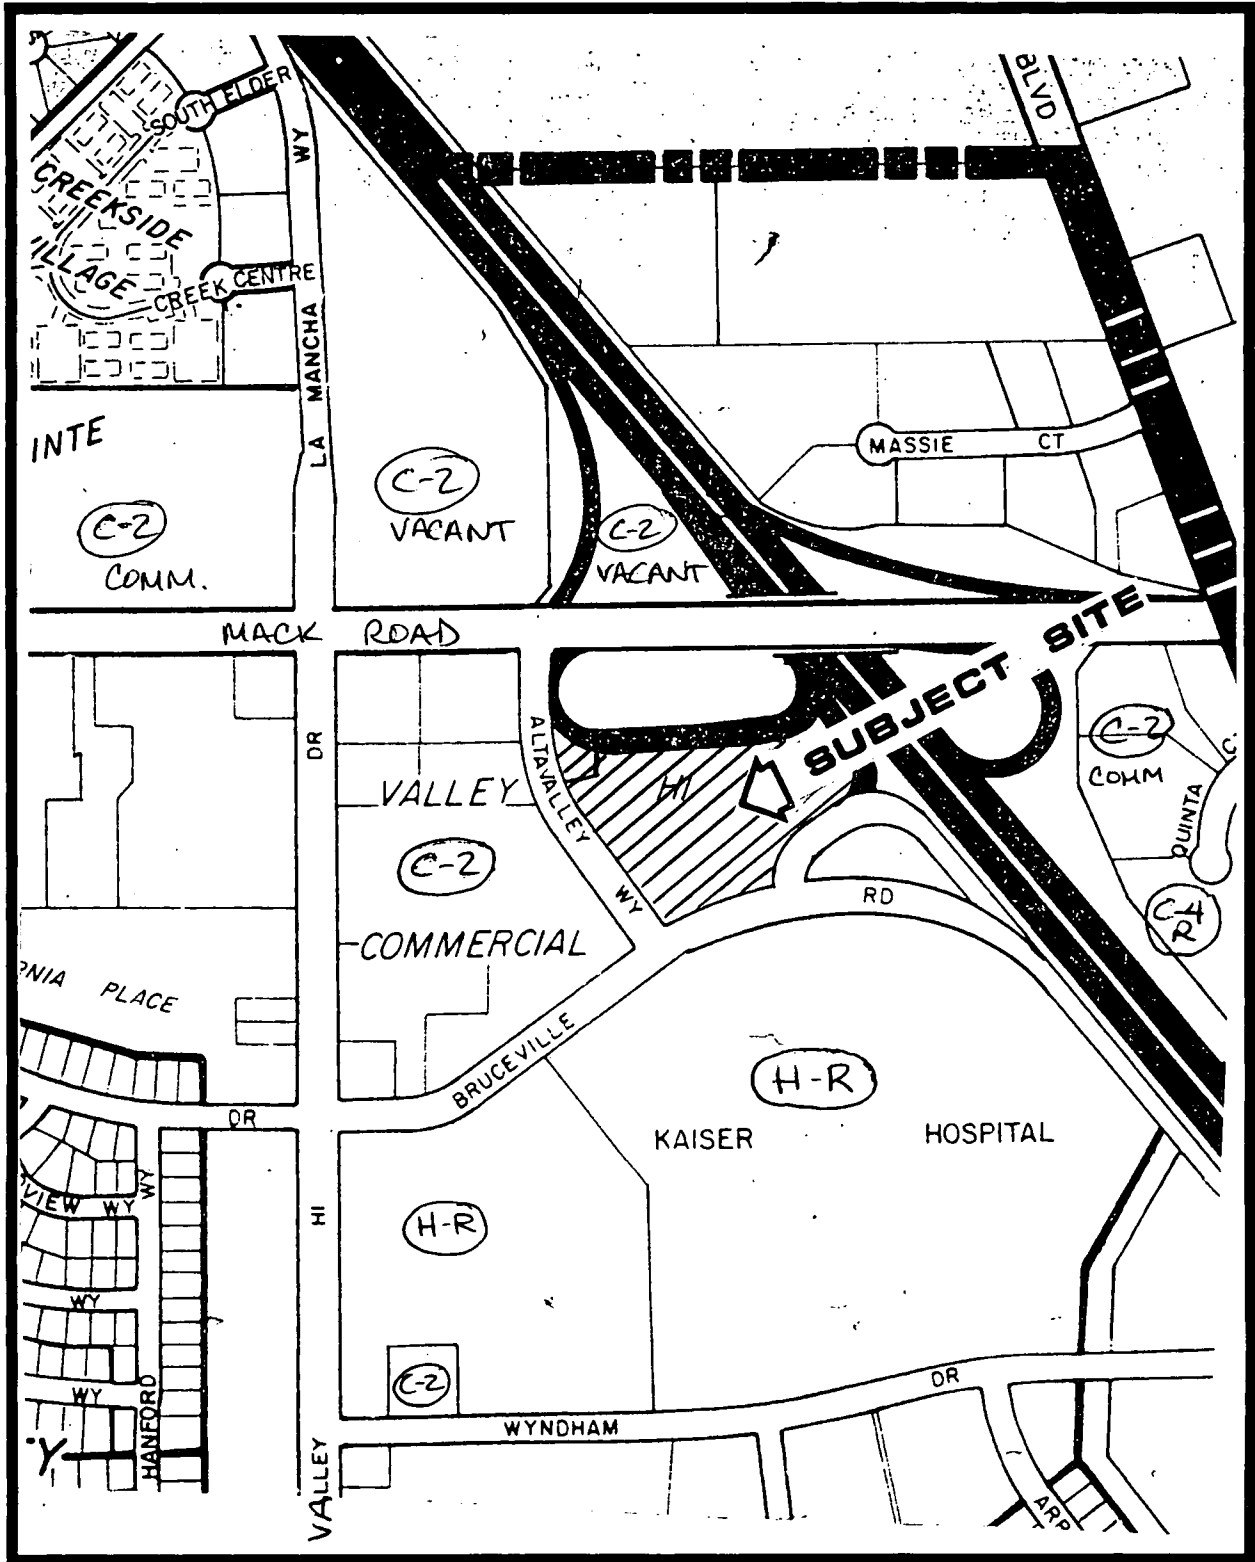 BLVD
SOUTH ELDER
WY
CREEKSIDE
VILLAGE
CREEK CENTRE
LA MANCHA
MASSIE CT
INTE
C-2
VACANT
C-2
COMM.
C-2
VACANT
MACK ROAD
SUBJECT SITE
DR
ALTAVALLEY
WY
HI
C-2
COMM
VALLEY
C-2
COMMERCIAL
QUINTA
RD
C-4
R
RNIA PLACE
BRUCEVILLE
H-R
DR
KAISER HOSPITAL
WY
VIEW WY
HI
H-R
WY
C-2
DR
WY
WYNDHAM
HANFORD
VALLEY
Y
ARR